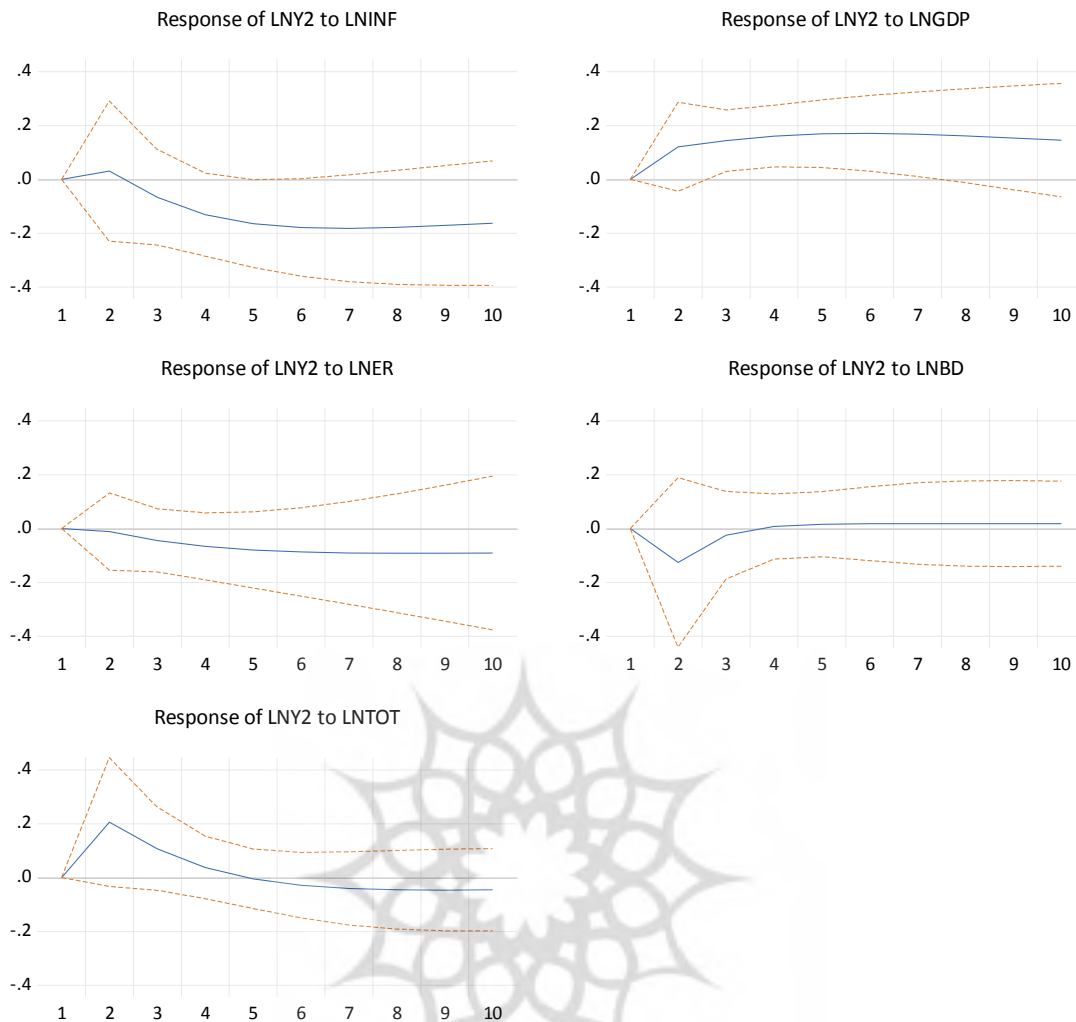 Response of LNY2 to LNINF
.4
.2
.0
-.2
-.4
1 2 3 4 5 6 7 8 9 10
Response of LNY2 to LNGDP
.4
.2
.0
-.2
-.4
1 2 3 4 5 6 7 8 9 10
Response of LNY2 to LNER
.4
.2
.0
-.2
-.4
1 2 3 4 5 6 7 8 9 10
Response of LNY2 to LNBD
.4
.2
.0
-.2
-.4
1 2 3 4 5 6 7 8 9 10
Response of LNY2 to LNTOT
.4
.2
.0
-.2
-.4
1 2 3 4 5 6 7 8 9 10